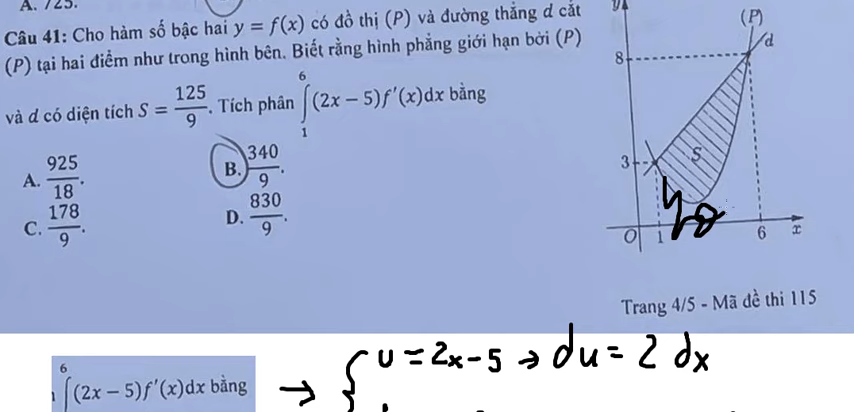 A. 725.
Câu 41: Cho hàm số bậc hai y = f(x) có đồ thị (P) và đường thẳng d cắt
(P) tại hai điểm như trong hình bên. Biết rằng hình phẳng giới hạn bởi (P)
và d có diện tích S = 125/9. Tích phân ∫₁⁶(2x − 5)f′(x)dx bằng
A. 925/18.
B. 340/9.
C. 178/9.
D. 830/9.
y
(P)
d
8
3
S
O
1
6
x
Trang 4/5 - Mã đề thi 115
∫⁶(2x − 5)f′(x)dx bằng → { u = 2x − 5 → du = 2 dx